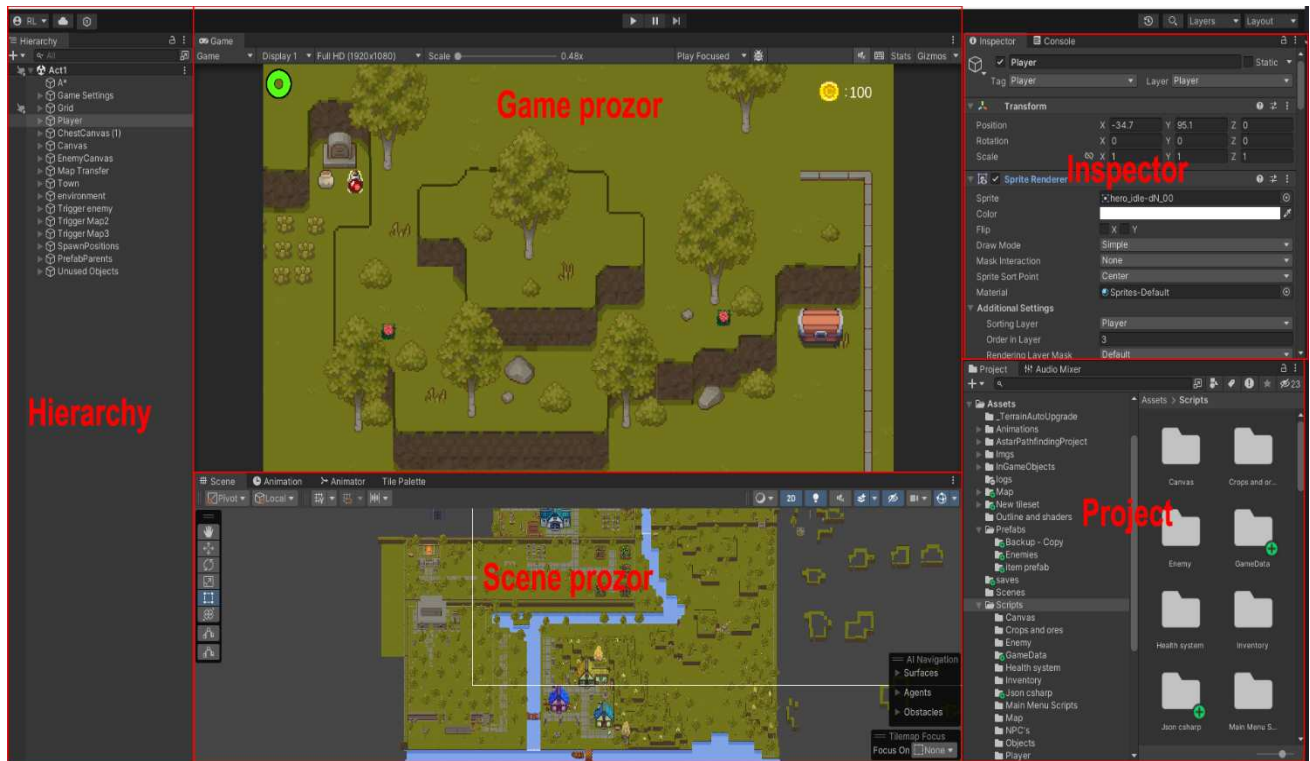 RL
Layers
Layout
Hierarchy
All
Act1
A*
Game Settings
Grid
Player
ChestCanvas (1)
Canvas
EnemyCanvas
Map Transfer
Town
environment
Trigger enemy
Trigger Map2
Trigger Map3
SpawnPositions
PrefabParents
Unused Objects
Hierarchy
Game
Game Display 1 Full HD (1920x1080) Scale 0.48x Play Focused Stats Gizmos
:100
Game prozor
Scene Animation Animator Tile Palette
Pivot Local 2D
Scene prozor
AI Navigation
Surfaces
Agents
Obstacles
Tilemap Focus
Focus On None
Inspector Console
Player Static
Tag Player Layer Player
Transform
Position X -34.7 Y 95.1 Z 0
Rotation X 0 Y 0 Z 0
Scale X 1 Y 1 Z 1
Inspector
Sprite Renderer
Sprite hero_idle-dN_00
Color
Flip X Y
Draw Mode Simple
Mask Interaction None
Sprite Sort Point Center
Material Sprites-Default
Additional Settings
Sorting Layer Player
Order in Layer 3
Rendering Layer Mask Default
Project Audio Mixer
23
Assets
_TerrainAutoUpgrade
Animations
AstarPathfindingProject
Imgs
InGameObjects
logs
Map
New tileset
Outline and shaders
Prefabs
Backup - Copy
Enemies
Item prefab
saves
Scenes
Scripts
Canvas
Crops and ores
Enemy
GameData
Health system
Inventory
Json csharp
Main Menu Scripts
Map
NPC's
Objects
Player
Assets > Scripts
Canvas Crops and or...
Project
Enemy GameData
Health system Inventory
Json csharp Main Menu S...